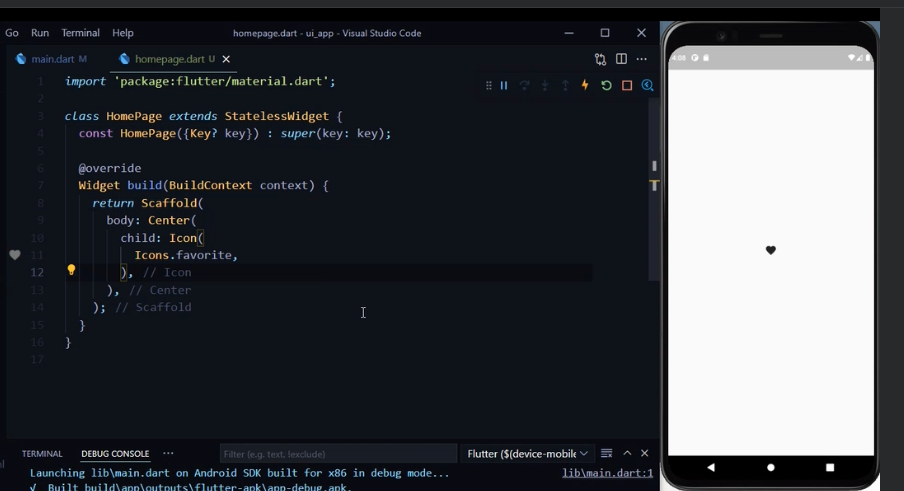 Go Run Terminal Help homepage.dart - ui_app - Visual Studio Code
main.dart M homepage.dart U
1 import 'package:flutter/material.dart';
2
3 class HomePage extends StatelessWidget {
4 const HomePage({Key? key}) : super(key: key);
5
6 @override
7 Widget build(BuildContext context) {
8 return Scaffold(
9 body: Center(
10 child: Icon(
11 Icons.favorite,
12 ), // Icon
13 ), // Center
14 ); // Scaffold
15 }
16 }
17
TERMINAL DEBUG CONSOLE ··· Filter (e.g. text, !exclude) Flutter ($(device-mobile
Launching lib\main.dart on Android SDK built for x86 in debug mode... lib\main.dart:1
√ Built build\app\outputs\flutter-apk\app-debug.apk.
4:08